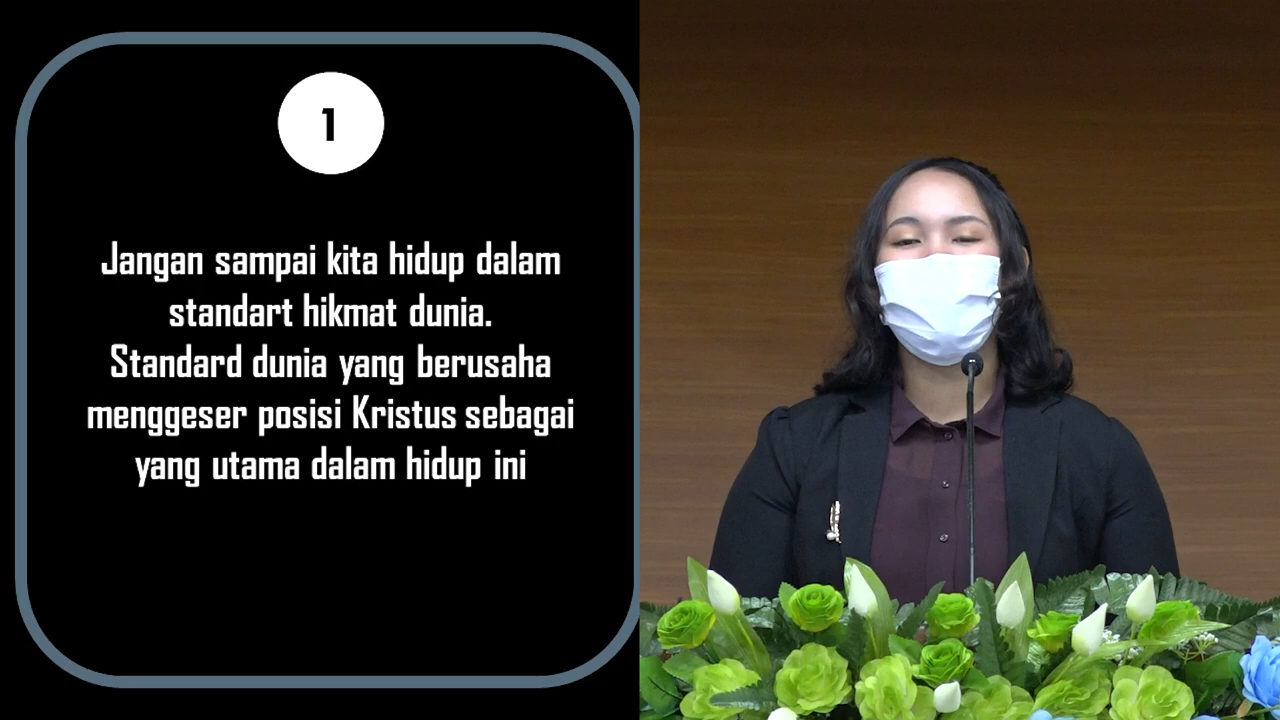 1
Jangan sampai kita hidup dalam
standart hikmat dunia.
Standard dunia yang berusaha
menggeser posisi Kristus sebagai
yang utama dalam hidup ini